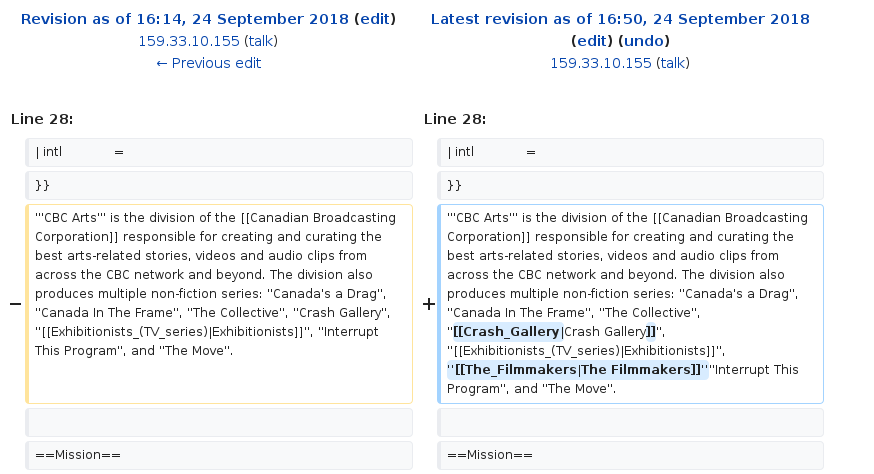 Revision as of 16:14, 24 September 2018 (edit)
159.33.10.155 (talk)
← Previous edit
Latest revision as of 16:50, 24 September 2018
(edit) (undo)
159.33.10.155 (talk)
Line 28:
Line 28:
| intl =
| intl =
}}
}}
−
'''CBC Arts''' is the division of the [[Canadian Broadcasting
Corporation]] responsible for creating and curating the
best arts-related stories, videos and audio clips from
across the CBC network and beyond. The division also
produces multiple non-fiction series: "Canada's a Drag",
"Canada In The Frame", "The Collective", "Crash Gallery",
"[[Exhibitionists_(TV_series)|Exhibitionists]]", "Interrupt
This Program", and "The Move".
+
'''CBC Arts''' is the division of the [[Canadian Broadcasting
Corporation]] responsible for creating and curating the
best arts-related stories, videos and audio clips from
across the CBC network and beyond. The division also
produces multiple non-fiction series: "Canada's a Drag",
"Canada In The Frame", "The Collective",
"[[Crash_Gallery|Crash Gallery]]",
"[[Exhibitionists_(TV_series)|Exhibitionists]]",
''[[The_Filmmakers|The Filmmakers]]''"Interrupt This
Program", and "The Move".
==Mission==
==Mission==